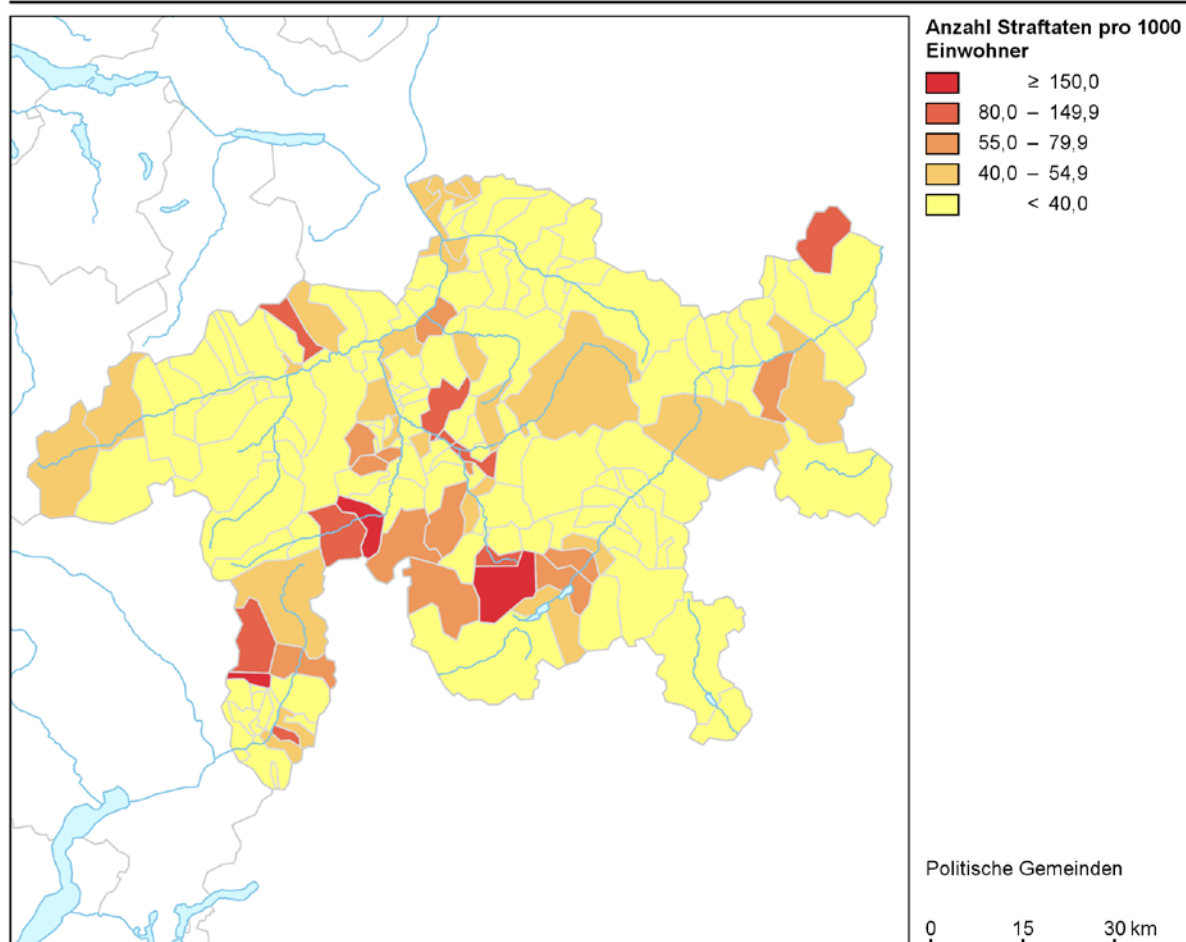 Anzahl Straftaten pro 1000
Einwohner
≥ 150,0
80,0 – 149,9
55,0 – 79,9
40,0 – 54,9
< 40,0
Politische Gemeinden
0 15 30 km